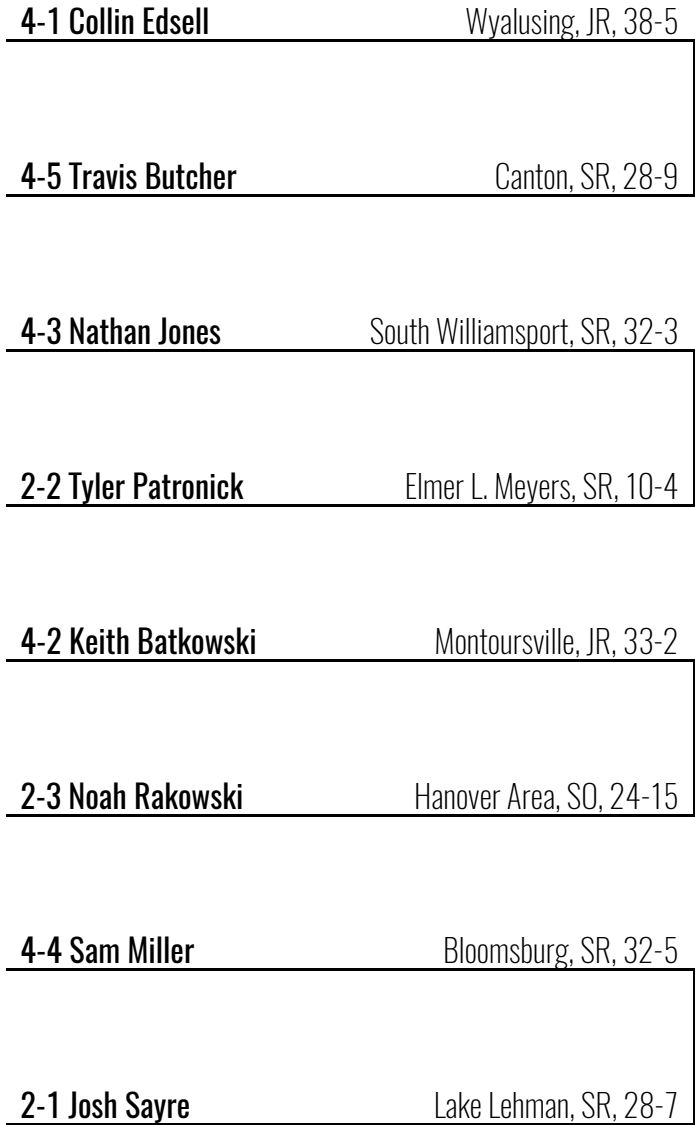 4-1 Collin Edsell Wyalusing, JR, 38-5
4-5 Travis Butcher Canton, SR, 28-9
4-3 Nathan Jones South Williamsport, SR, 32-3
2-2 Tyler Patronick Elmer L. Meyers, SR, 10-4
4-2 Keith Batkowski Montoursville, JR, 33-2
2-3 Noah Rakowski Hanover Area, SO, 24-15
4-4 Sam Miller Bloomsburg, SR, 32-5
2-1 Josh Sayre Lake Lehman, SR, 28-7